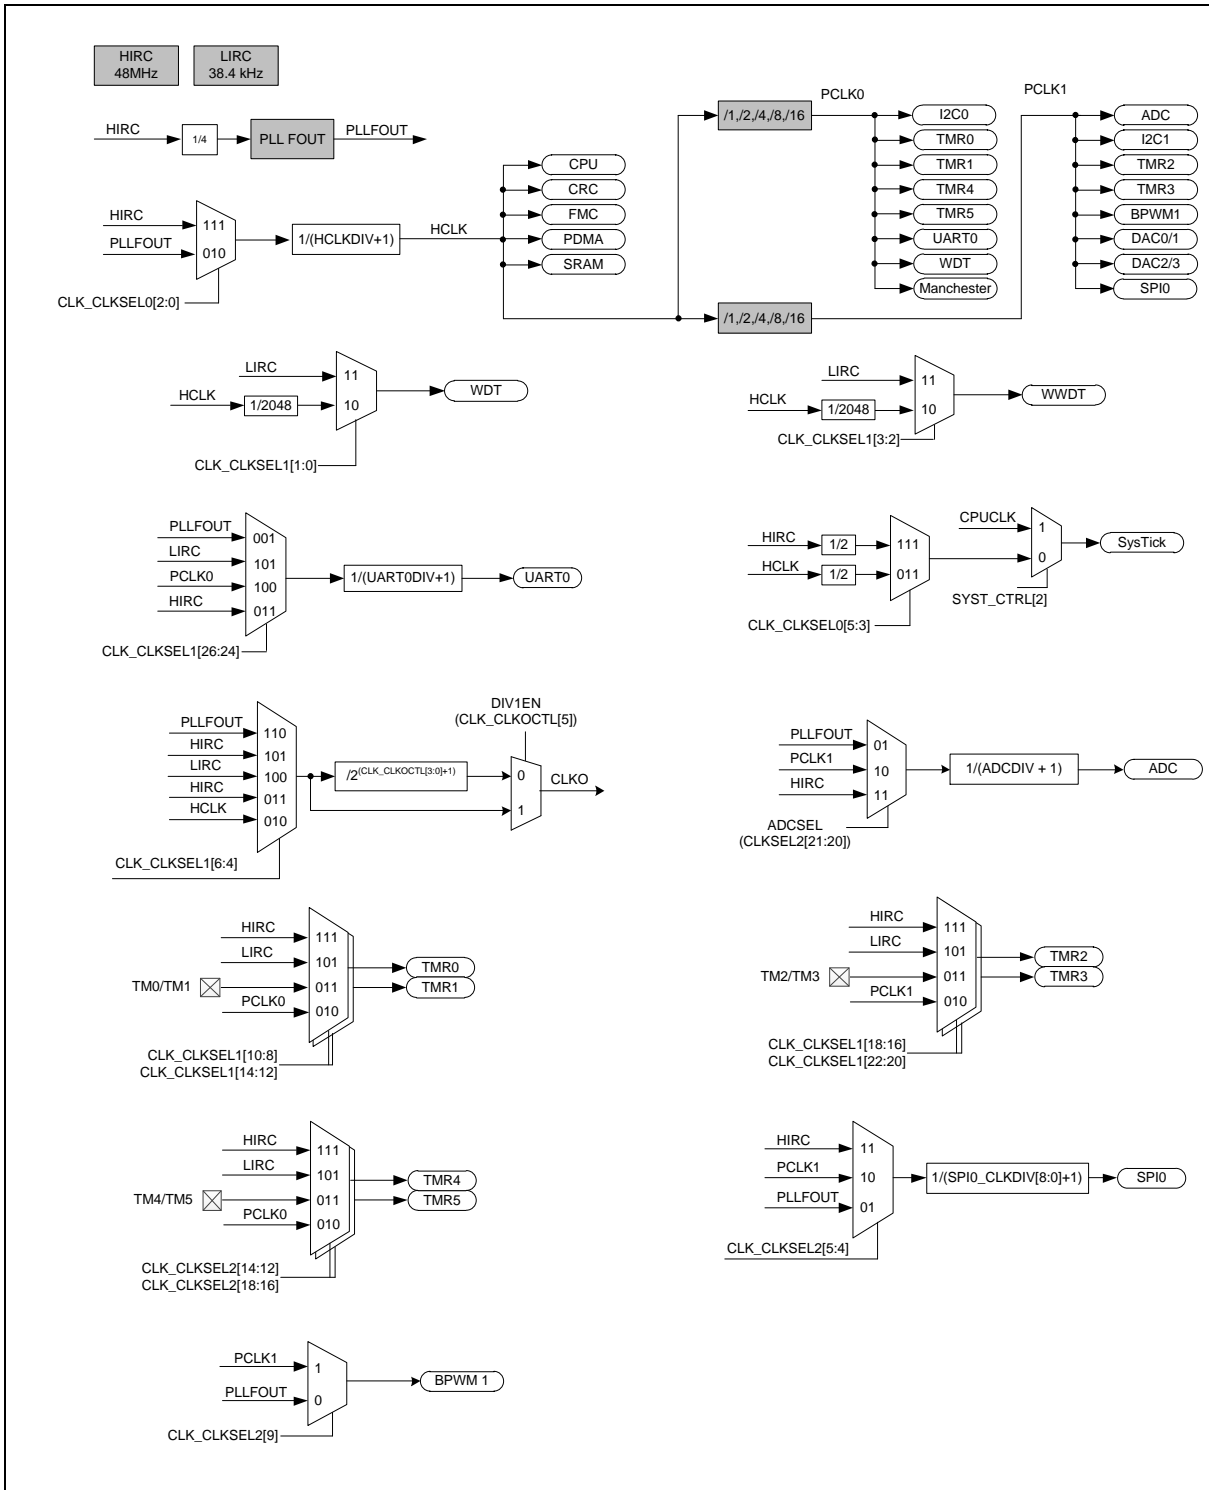 HIRC
48MHz
LIRC
38.4 kHz
HIRC
1/4
PLL FOUT
PLLFOUT
HIRC
PLLFOUT
111
010
CLK_CLKSEL0[2:0]
1/(HCLKDIV+1)
HCLK
CPU
CRC
FMC
PDMA
SRAM
/1,/2,/4,/8,/16
PCLK0
I2C0
TMR0
TMR1
TMR4
TMR5
UART0
WDT
Manchester
/1,/2,/4,/8,/16
PCLK1
ADC
I2C1
TMR2
TMR3
BPWM1
DAC0/1
DAC2/3
SPI0
LIRC
HCLK
1/2048
11
10
WDT
CLK_CLKSEL1[1:0]
LIRC
HCLK
1/2048
11
10
WWDT
CLK_CLKSEL1[3:2]
PLLFOUT
LIRC
PCLK0
HIRC
001
101
100
011
1/(UART0DIV+1)
UART0
CLK_CLKSEL1[26:24]
HIRC
HCLK
1/2
1/2
111
011
CLK_CLKSEL0[5:3]
CPUCLK
1
0
SYST_CTRL[2]
SysTick
PLLFOUT
HIRC
LIRC
HIRC
HCLK
110
101
100
011
010
CLK_CLKSEL1[6:4]
/2(CLK_CLKOCTL[3:0]+1)
DIV1EN
(CLK_CLKOCTL[5])
0
1
CLKO
PLLFOUT
PCLK1
HIRC
01
10
11
ADCSEL
(CLKSEL2[21:20])
1/(ADCDIV + 1)
ADC
HIRC
LIRC
TM0/TM1
PCLK0
111
101
011
010
TMR0
TMR1
CLK_CLKSEL1[10:8]
CLK_CLKSEL1[14:12]
HIRC
LIRC
TM2/TM3
PCLK1
111
101
011
010
TMR2
TMR3
CLK_CLKSEL1[18:16]
CLK_CLKSEL1[22:20]
HIRC
LIRC
TM4/TM5
PCLK0
111
101
011
010
TMR4
TMR5
CLK_CLKSEL2[14:12]
CLK_CLKSEL2[18:16]
HIRC
PCLK1
PLLFOUT
11
10
01
1/(SPI0_CLKDIV[8:0]+1)
SPI0
CLK_CLKSEL2[5:4]
PCLK1
PLLFOUT
1
0
BPWM 1
CLK_CLKSEL2[9]